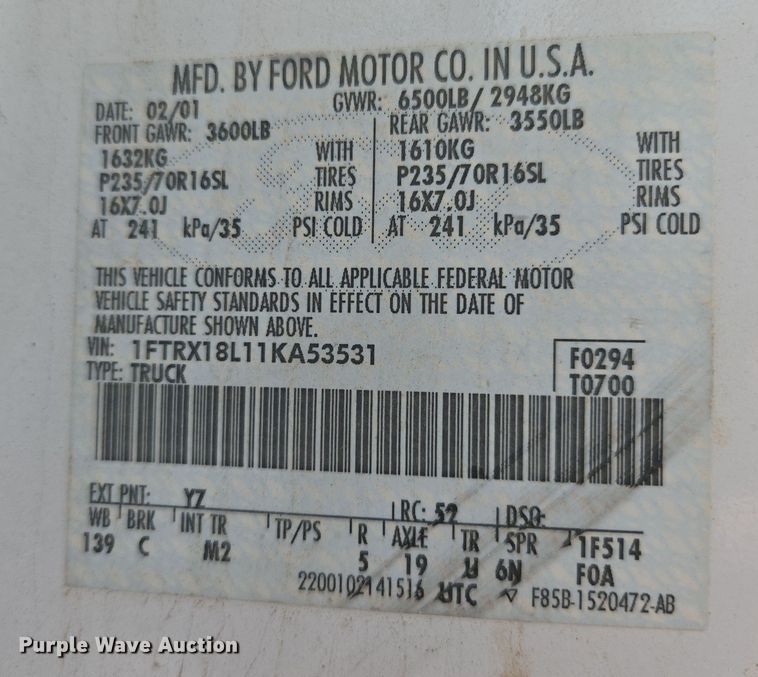 MFD. BY FORD MOTOR CO. IN U.S.A.
DATE: 02/01 GVWR: 6500LB/ 2948KG
FRONT GAWR: 3600LB REAR GAWR: 3550LB
1632KG WITH 1610KG WITH
P235/70R16SL TIRES P235/70R16SL TIRES
16X7.0J RIMS 16X7.0J RIMS
AT 241 kPa/35 PSI COLD AT 241 kPa/35 PSI COLD
THIS VEHICLE CONFORMS TO ALL APPLICABLE FEDERAL MOTOR
VEHICLE SAFETY STANDARDS IN EFFECT ON THE DATE OF
MANUFACTURE SHOWN ABOVE.
VIN: 1FTRX18L11KA53531 F0294
TYPE: TRUCK T0700
EXT PNT: YZ RC: 52 DSO:
WB BRK INT TR TP/PS R AXLE TR SPR 1F514
139 C M2 5 19 U 6N F0A
2200102141516 UTC F85B-1520472-AB
Purple Wave Auction